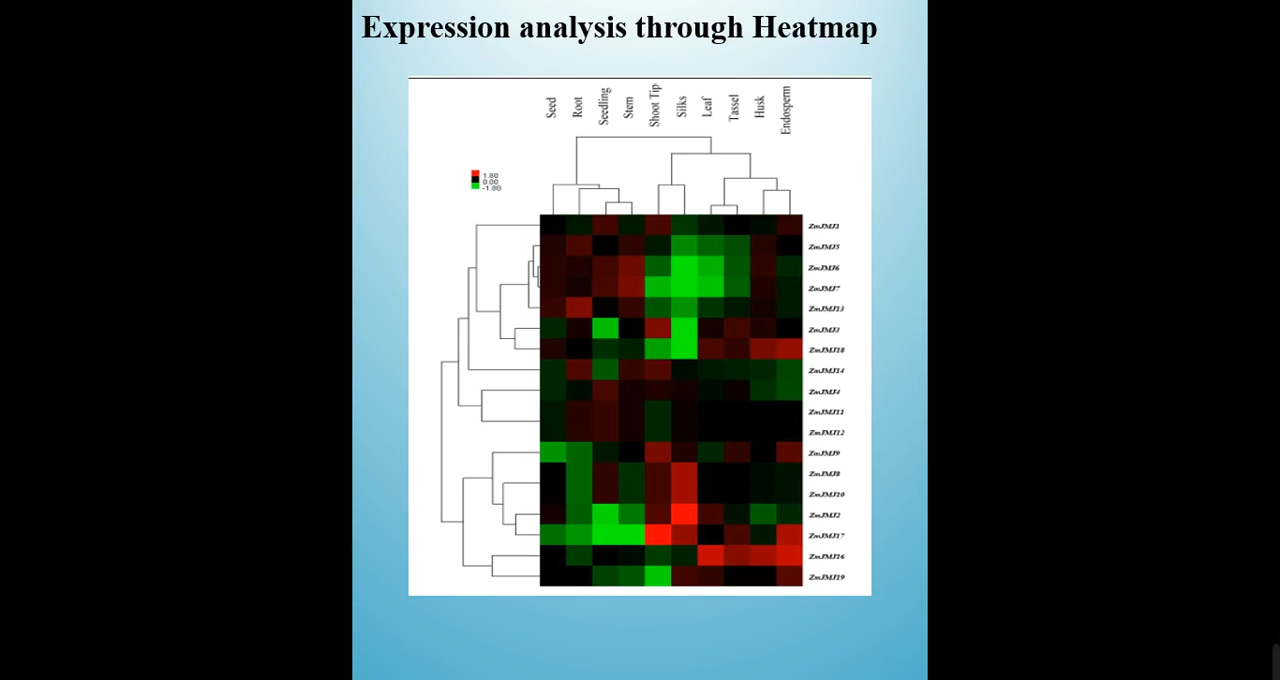 Expression analysis through Heatmap
Seed
Root
Seedling
Stem
Shoot Tip
Silks
Leaf
Tassel
Husk
Endosperm
1.80
0.00
-1.80
ZmJMJ1
ZmJMJ5
ZmJMJ6
ZmJMJ7
ZmJMJ13
ZmJMJ3
ZmJMJ18
ZmJMJ14
ZmJMJ4
ZmJMJ11
ZmJMJ12
ZmJMJ9
ZmJMJ8
ZmJMJ10
ZmJMJ2
ZmJMJ17
ZmJMJ16
ZmJMJ19